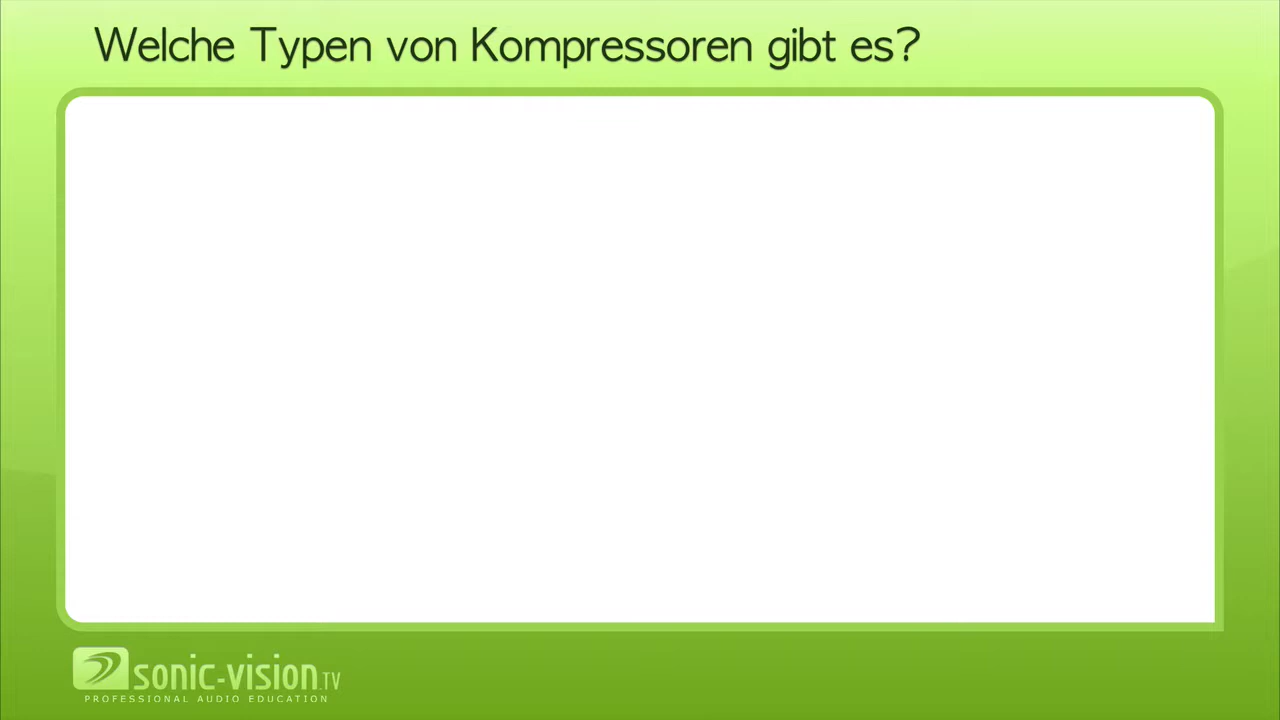 Welche Typen von Kompressoren gibt es?
sonic-vision.TV
PROFESSIONAL AUDIO EDUCATION